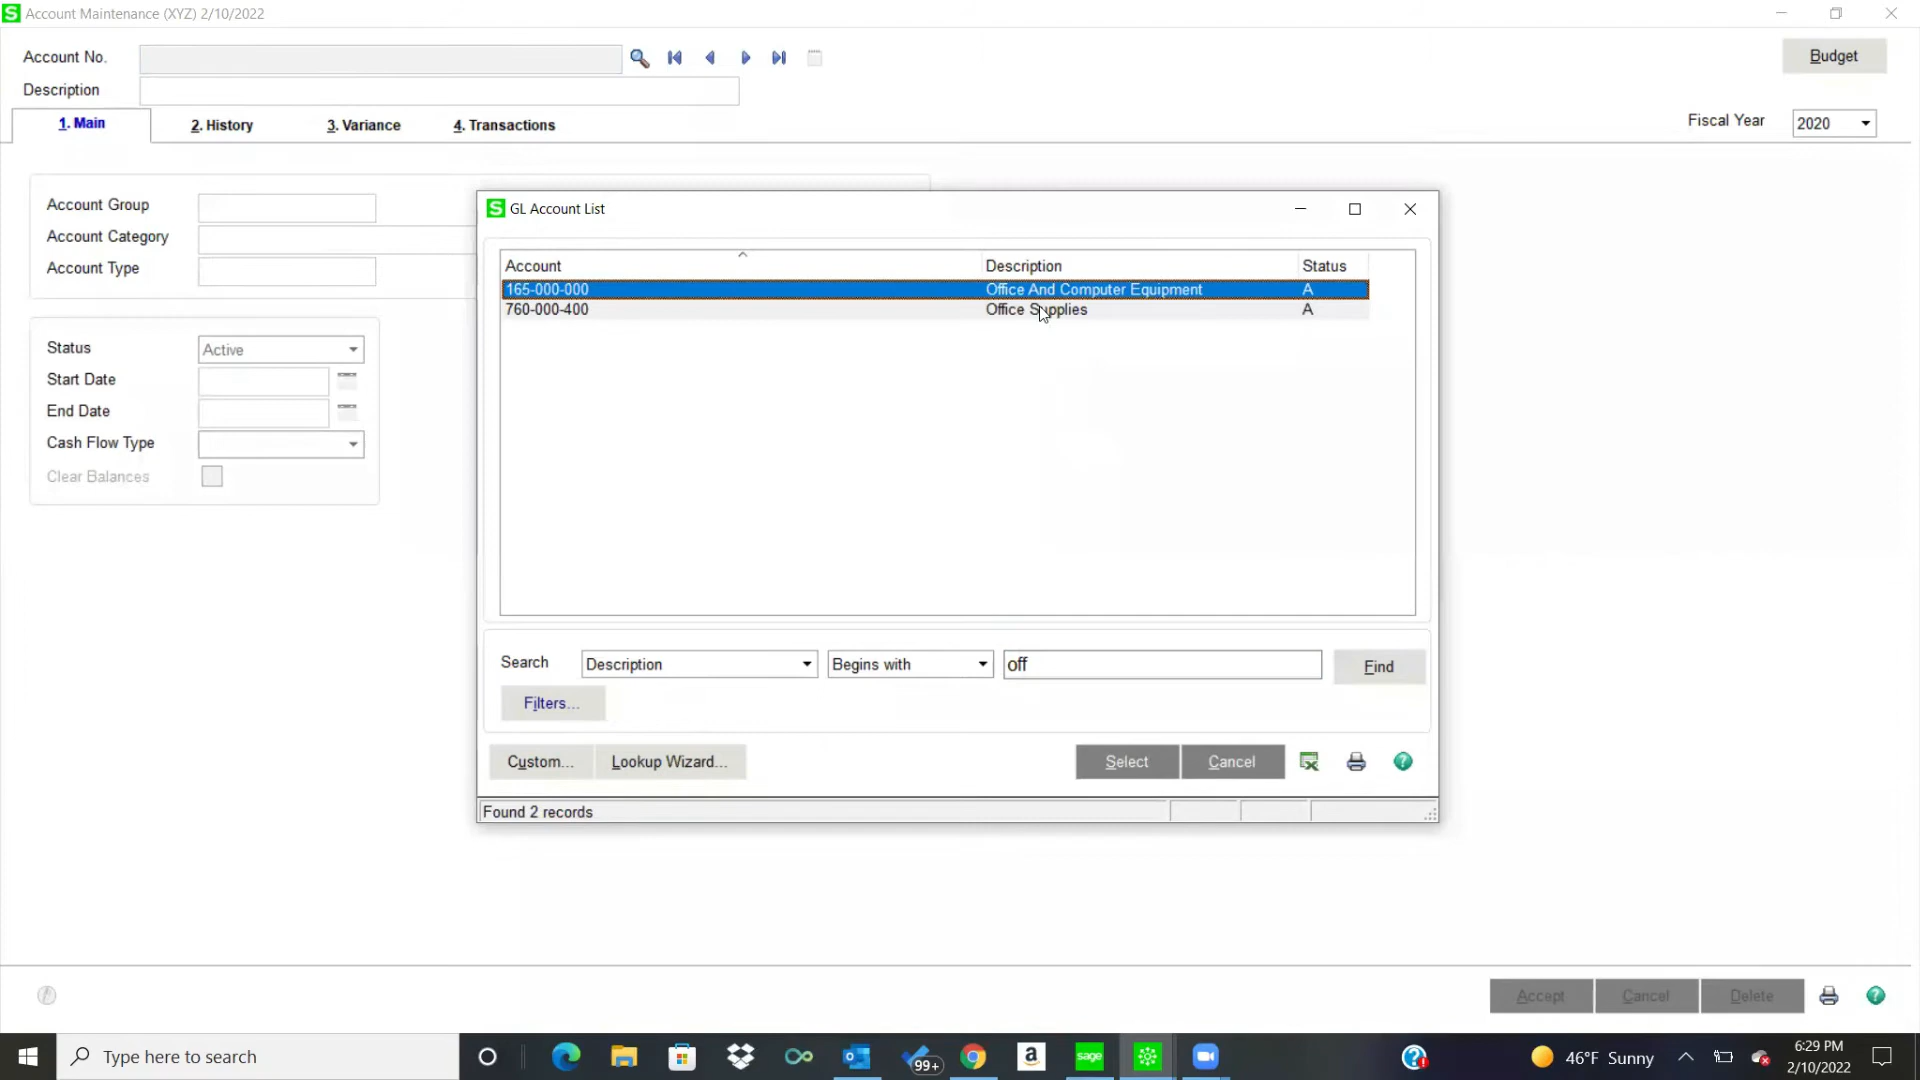 S Account Maintenance (XYZ) 2/10/2022
Account No.
Budget
Description
1. Main 2. History 3. Variance 4. Transactions
Fiscal Year 2020
Account Group
Account Category
Account Type
Status Active
Start Date
End Date
Cash Flow Type
Clear Balances
S GL Account List
Account Description Status
165-000-000 Office And Computer Equipment A
760-000-400 Office Supplies A
Search Description Begins with off Find
Filters...
Custom... Lookup Wizard... Select Cancel
Found 2 records
Accept Cancel Delete
Type here to search
99+
a
sage
46°F Sunny
6:29 PM
2/10/2022